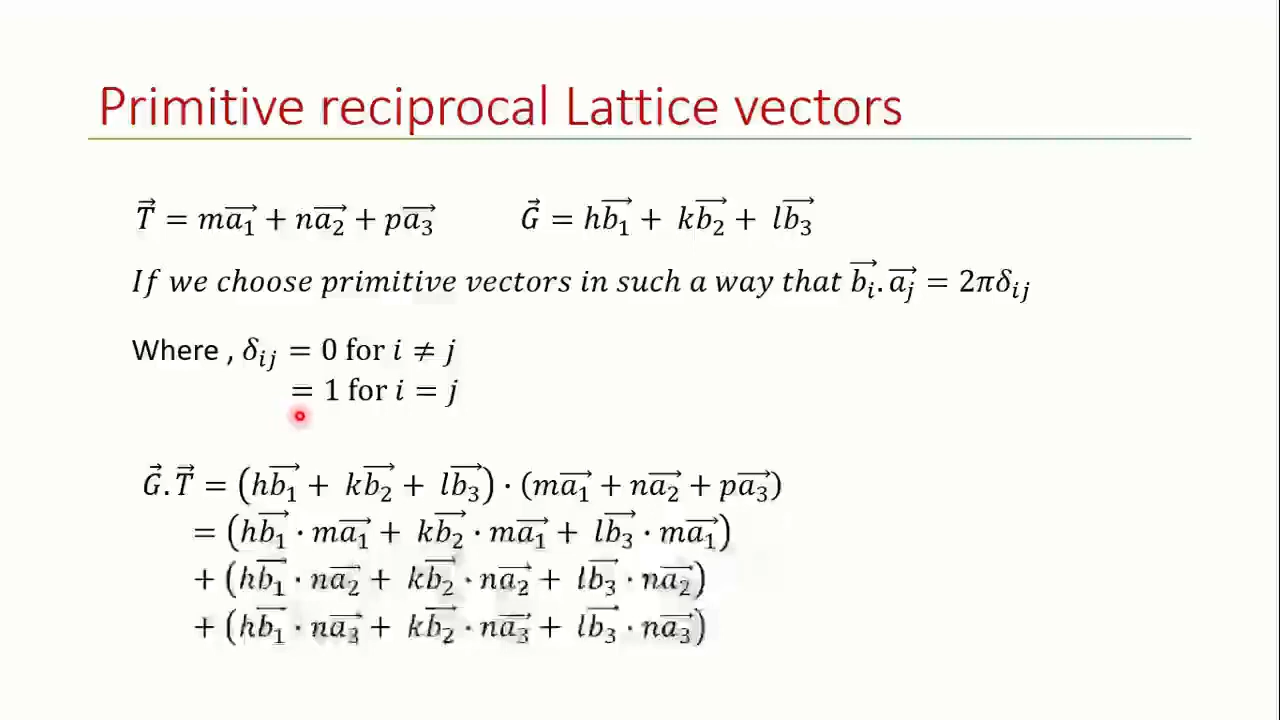 Primitive reciprocal Lattice vectors
$\vec{T} = m\vec{a_1} + n\vec{a_2} + p\vec{a_3}$ $\vec{G} = h\vec{b_1} + k\vec{b_2} + l\vec{b_3}$
If we choose primitive vectors in such a way that $\vec{b_i}.\vec{a_j} = 2\pi\delta_{ij}$
Where , $\delta_{ij} = 0$ for $i \neq j$
$= 1$ for $i = j$
$\vec{G}.\vec{T} = (h\vec{b_1} + k\vec{b_2} + l\vec{b_3}) \cdot (m\vec{a_1} + n\vec{a_2} + p\vec{a_3})$
$= (h\vec{b_1} \cdot m\vec{a_1} + k\vec{b_2} \cdot m\vec{a_1} + l\vec{b_3} \cdot m\vec{a_1})$
$+ (h\vec{b_1} \cdot n\vec{a_2} + k\vec{b_2} \cdot n\vec{a_2} + l\vec{b_3} \cdot n\vec{a_2})$
$+ (h\vec{b_1} \cdot n\vec{a_3} + k\vec{b_2} \cdot n\vec{a_3} + l\vec{b_3} \cdot n\vec{a_3})$